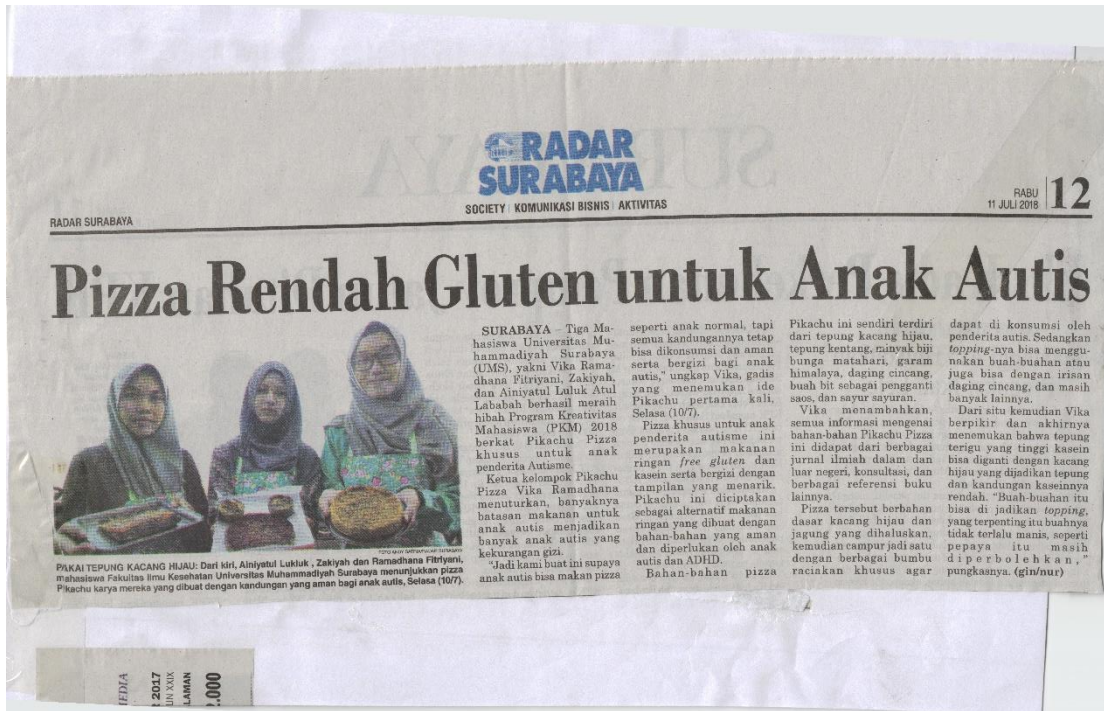 RADAR
SURABAYA
SOCIETY | KOMUNIKASI BISNIS | AKTIVITAS
RADAR SURABAYA
RABU
11 JULI 2018
12
Pizza Rendah Gluten untuk Anak Autis
PAKAI TEPUNG KACANG HIJAU: Dari kiri, Ainiyatul Lukluk , Zakiyah dan Ramadhana Fitriyani,
mahasiswa Fakultas Ilmu Kesehatan Universitas Muhammadiyah Surabaya menunjukkan pizza
Pikachu karya mereka yang dibuat dengan kandungan yang aman bagi anak autis, Selasa (10/7).
SURABAYA – Tiga Ma-
hasiswa Universitas Mu-
hammadiyah Surabaya
(UMS), yakni Vika Rama-
dhana Fitriyani, Zakiyah,
dan Ainiyatul Luluk Atul
Lababah berhasil meraih
hibah Program Kreativitas
Mahasiswa (PKM) 2018
berkat Pikachu Pizza
khusus untuk anak
penderita Autisme.
Ketua kelompok Pikachu
Pizza Vika Ramadhana
menuturkan, banyaknya
batasan makanan untuk
anak autis menjadikan
banyak anak autis yang
kekurangan gizi.
"Jadi kami buat ini supaya
anak autis bisa makan pizza
seperti anak normal, tapi
semua kandungannya tetap
bisa dikonsumsi dan aman
serta bergizi bagi anak
autis," ungkap Vika, gadis
yang menemukan ide
Pikachu pertama kali,
Selasa (10/7).
Pizza khusus untuk anak
penderita autisme ini
merupakan makanan
ringan free gluten dan
kasein serta bergizi dengan
tampilan yang menarik.
Pikachu ini diciptakan
sebagai alternatif makanan
ringan yang dibuat dengan
bahan-bahan yang aman
dan diperlukan oleh anak
autis dan ADHD.
Bahan-bahan pizza
Pikachu ini sendiri terdiri
dari tepung kacang hijau,
tepung kentang, minyak biji
bunga matahari, garam
himalaya, daging cincang,
buah bit sebagai pengganti
saos, dan sayur sayuran.
Vika menambahkan,
semua informasi mengenai
bahan-bahan Pikachu Pizza
ini didapat dari berbagai
jurnal ilmiah dalam dan
luar negeri, konsultasi, dan
berbagai referensi buku
lainnya.
Pizza tersebut berbahan
dasar kacang hijau dan
jagung yang dihaluskan,
kemudian campur jadi satu
dengan berbagai bumbu
raciakan khusus agar
dapat di konsumsi oleh
penderita autis. Sedangkan
topping-nya bisa menggu-
nakan buah-buahan atau
juga bisa dengan irisan
daging cincang, dan masih
banyak lainnya.
Dari situ kemudian Vika
berpikir dan akhirnya
menemukan bahwa tepung
terigu yang tinggi kasein
bisa diganti dengan kacang
hijau yang dijadikan tepung
dan kandungan kaseinnya
rendah. "Buah-buahan itu
bisa di jadikan topping,
yang terpenting itu buahnya
tidak terlalu manis, seperti
pepaya itu masih
diperbolehkan,"
pungkasnya. (gin/nur)
2017
UN XXIX